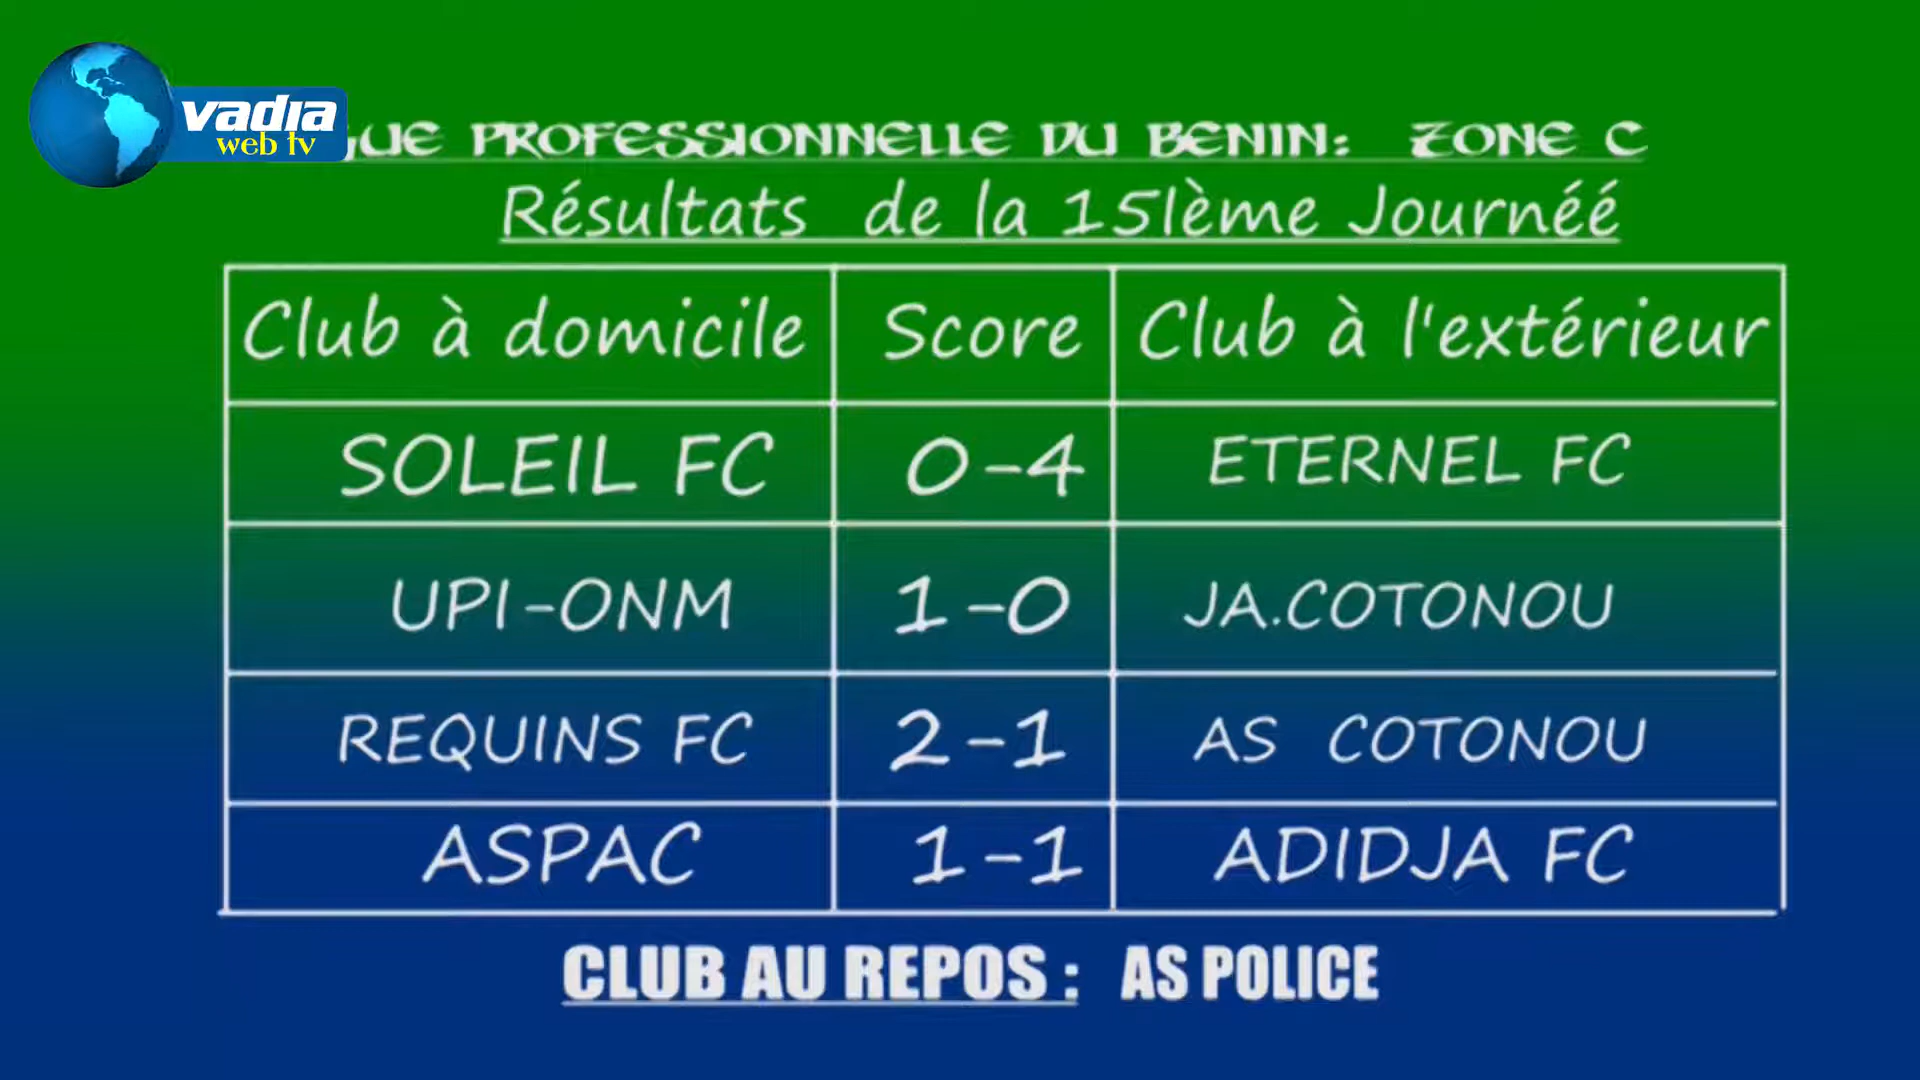 vadia
web tv
GUE PROFESSIONNELLE DU BENIN: ZONE C
Résultats de la 15Ième Journéé
Club à domicile Score Club à l'extérieur
SOLEIL FC 0-4 ETERNEL FC
UPI-ONM 1-0 JA.COTONOU
REQUINS FC 2-1 AS COTONOU
ASPAC 1-1 ADIDJA FC
CLUB AU REPOS : AS POLICE